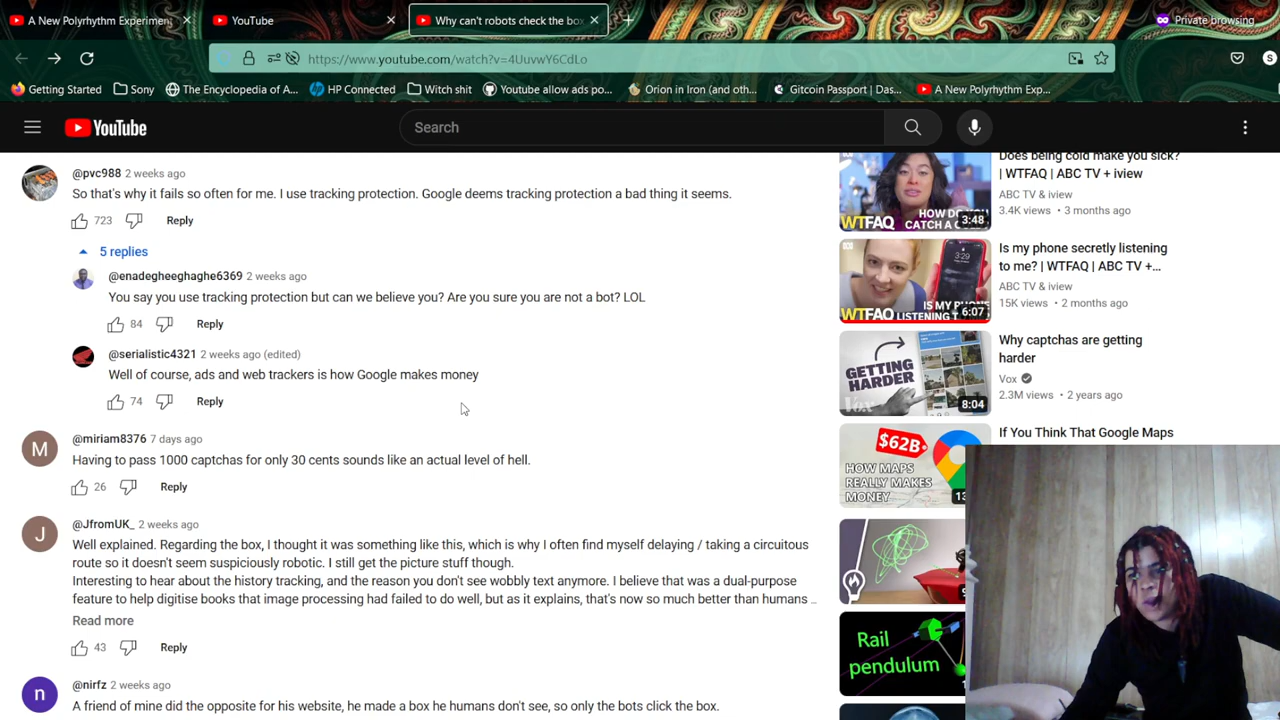 A New Polyrhythm Experiment
YouTube
Why can't robots check the box
Private browsing
https://www.youtube.com/watch?v=4UuvwY6CdLo
S
Getting Started
Sony
The Encyclopedia of A...
HP Connected
Witch shit
Youtube allow ads po...
Orion in Iron (and oth...
Gitcoin Passport | Das...
A New Polyrhythm Exp...
YouTube
Search
@pvc988 2 weeks ago
So that's why it fails so often for me. I use tracking protection. Google deems tracking protection a bad thing it seems.
723
Reply
5 replies
@enadegheeghaghe6369 2 weeks ago
You say you use tracking protection but can we believe you? Are you sure you are not a bot? LOL
84
Reply
@serialistic4321 2 weeks ago (edited)
Well of course, ads and web trackers is how Google makes money
74
Reply
M
@miriam8376 7 days ago
Having to pass 1000 captchas for only 30 cents sounds like an actual level of hell.
26
Reply
J
@JfromUK_ 2 weeks ago
Well explained. Regarding the box, I thought it was something like this, which is why I often find myself delaying / taking a circuitous
route so it doesn't seem suspiciously robotic. I still get the picture stuff though.
Interesting to hear about the history tracking, and the reason you don't see wobbly text anymore. I believe that was a dual-purpose
feature to help digitise books that image processing had failed to do well, but as it explains, that's now so much better than humans ...
Read more
43
Reply
n
@nirfz 2 weeks ago
A friend of mine did the opposite for his website, he made a box he humans don't see, so only the bots click the box.
WTFAQ
HOW DO YOU
CATCH A
3:48
Does being cold make you sick?
| WTFAQ | ABC TV + iview
ABC TV & iview
3.4K views • 3 months ago
3:29
WTFAQ
IS MY PHONE
LISTENING
6:07
Is my phone secretly listening
to me? | WTFAQ | ABC TV +...
ABC TV & iview
15K views • 2 months ago
GETTING
HARDER
Vox
8:04
Why captchas are getting
harder
Vox
2.3M views • 2 years ago
$62B
HOW MAPS
REALLY MAKES
MONEY
13
If You Think That Google Maps
Rail
pendulum